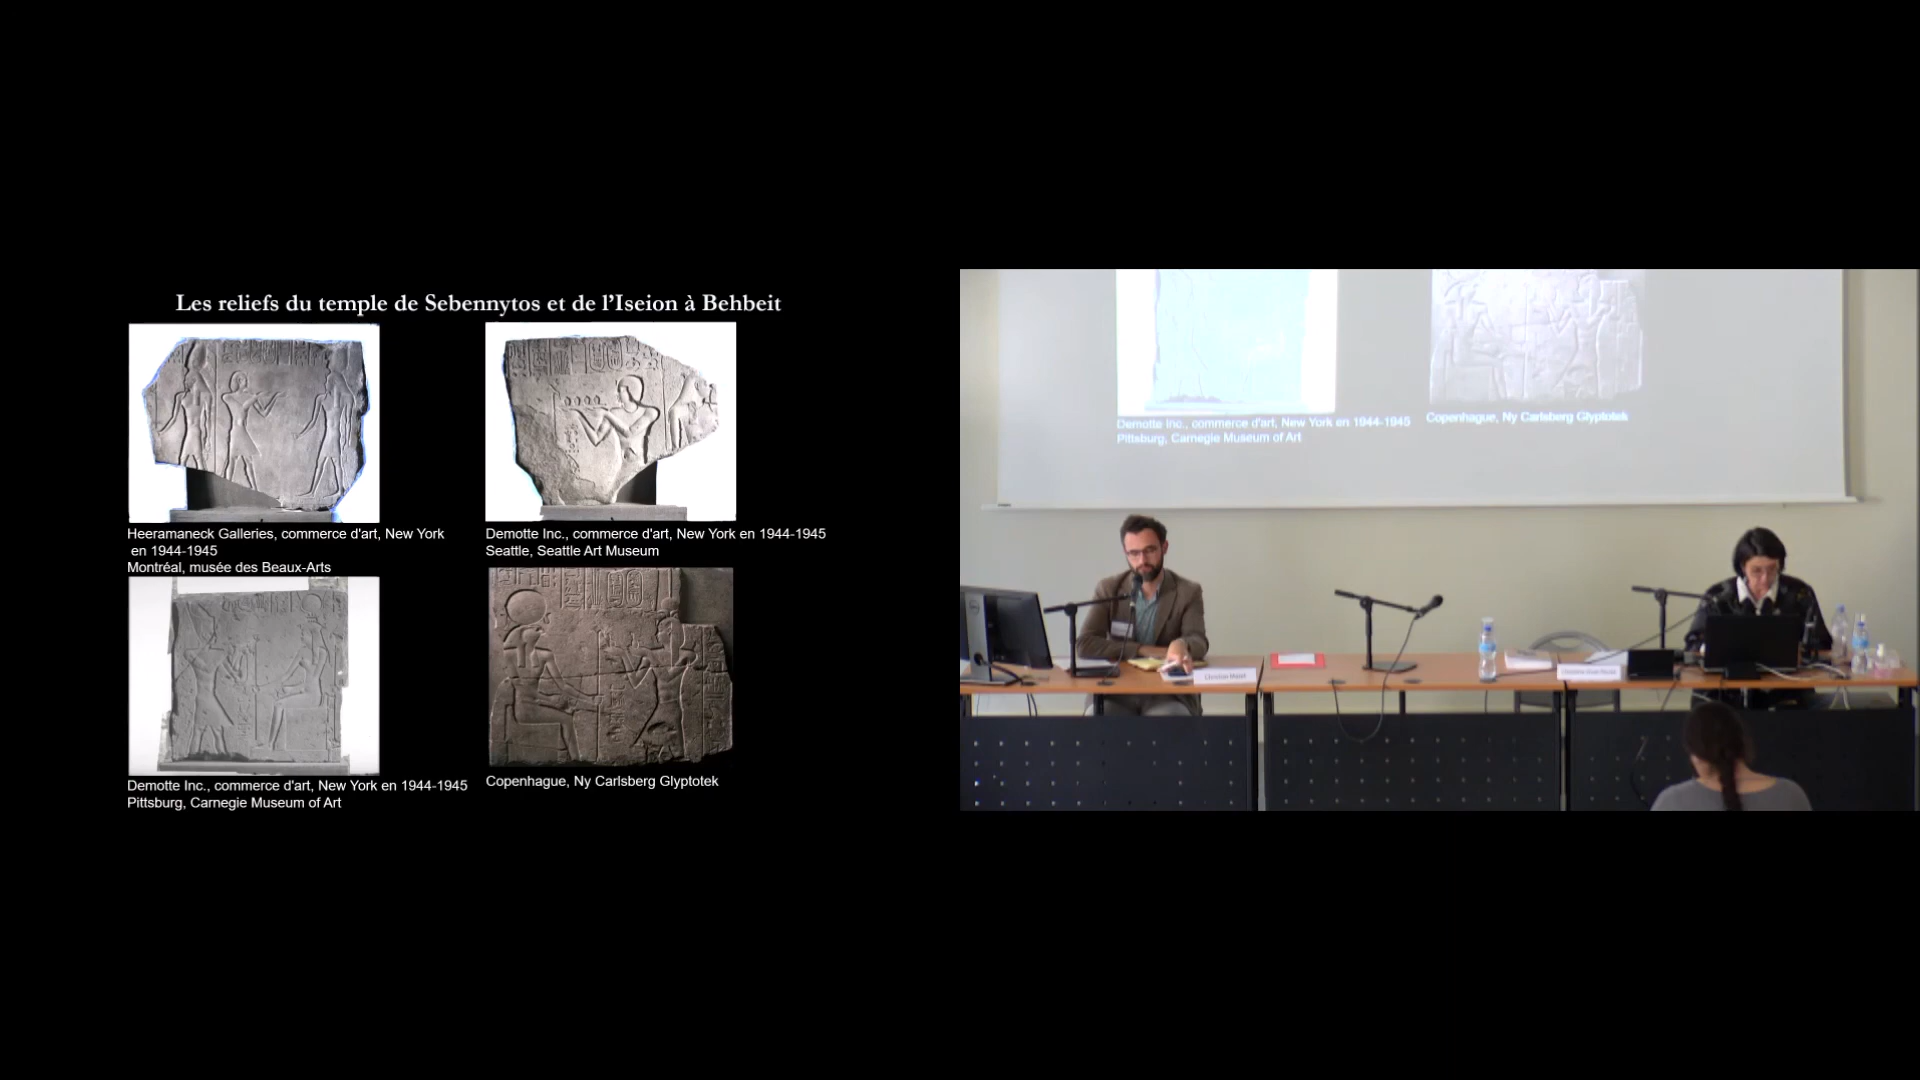 Les reliefs du temple de Sebennytos et de l'Iseion à Behbeit
Heeramaneck Galleries, commerce d'art, New York
en 1944-1945
Montréal, musée des Beaux-Arts
Demotte Inc., commerce d'art, New York en 1944-1945
Seattle, Seattle Art Museum
Demotte Inc., commerce d'art, New York en 1944-1945
Pittsburg, Carnegie Museum of Art
Copenhague, Ny Carlsberg Glyptotek
Demotte Inc., commerce d'art, New York en 1944-1945
Pittsburg, Carnegie Museum of Art
Copenhague, Ny Carlsberg Glyptotek